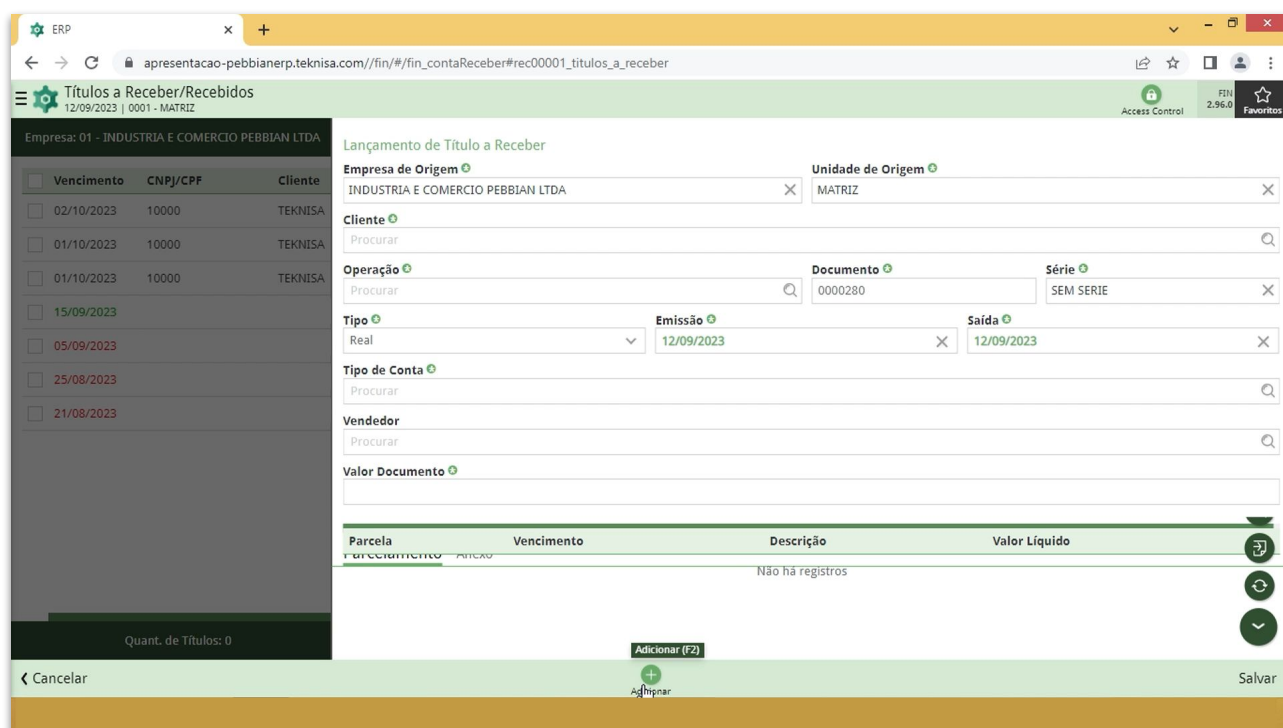 ERP
apresentacao-pebbianerp.teknisa.com//fin/#/fin_contaReceber#rec00001_titulos_a_receber
Títulos a Receber/Recebidos
12/09/2023 | 0001 - MATRIZ
Access Control
FIN
2.96.0
Favoritos
Empresa: 01 - INDUSTRIA E COMERCIO PEBBIAN LTDA
Vencimento CNPJ/CPF Cliente
02/10/2023 10000 TEKNISA
01/10/2023 10000 TEKNISA
01/10/2023 10000 TEKNISA
15/09/2023
05/09/2023
25/08/2023
21/08/2023
Quant. de Títulos: 0
Lançamento de Título a Receber
Empresa de Origem Unidade de Origem
INDUSTRIA E COMERCIO PEBBIAN LTDA MATRIZ
Cliente
Procurar
Operação Documento Série
Procurar 0000280 SEM SERIE
Tipo Emissão Saída
Real 12/09/2023 12/09/2023
Tipo de Conta
Procurar
Vendedor
Procurar
Valor Documento
Parcela Vencimento Descrição Valor Líquido
Parcelamento Anexo
Não há registros
Adicionar (F2)
Cancelar Adicionar Salvar